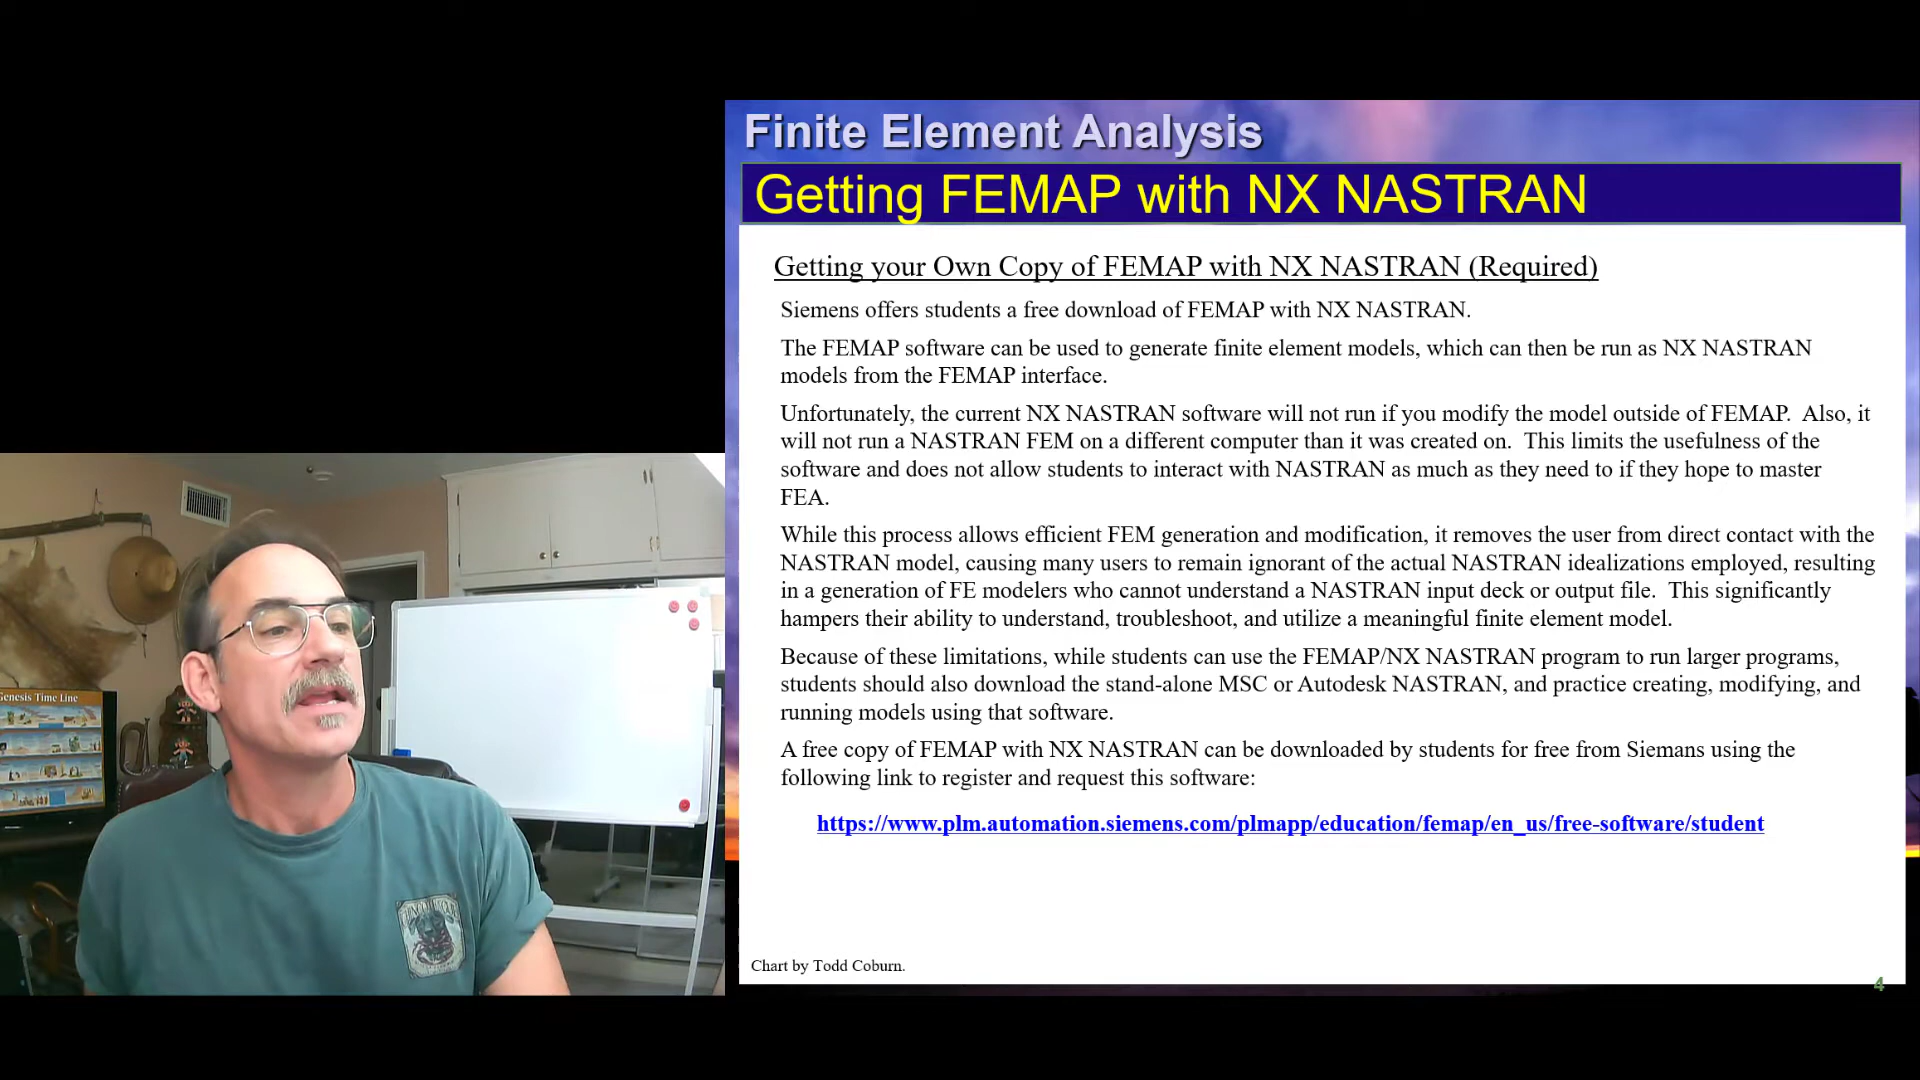 Finite Element Analysis
Getting FEMAP with NX NASTRAN
Getting your Own Copy of FEMAP with NX NASTRAN (Required)
Siemens offers students a free download of FEMAP with NX NASTRAN.
The FEMAP software can be used to generate finite element models, which can then be run as NX NASTRAN
models from the FEMAP interface.
Unfortunately, the current NX NASTRAN software will not run if you modify the model outside of FEMAP. Also, it
will not run a NASTRAN FEM on a different computer than it was created on. This limits the usefulness of the
software and does not allow students to interact with NASTRAN as much as they need to if they hope to master
FEA.
While this process allows efficient FEM generation and modification, it removes the user from direct contact with the
NASTRAN model, causing many users to remain ignorant of the actual NASTRAN idealizations employed, resulting
in a generation of FE modelers who cannot understand a NASTRAN input deck or output file. This significantly
hampers their ability to understand, troubleshoot, and utilize a meaningful finite element model.
Because of these limitations, while students can use the FEMAP/NX NASTRAN program to run larger programs,
students should also download the stand-alone MSC or Autodesk NASTRAN, and practice creating, modifying, and
running models using that software.
A free copy of FEMAP with NX NASTRAN can be downloaded by students for free from Siemans using the
following link to register and request this software:
https://www.plm.automation.siemens.com/plmapp/education/femap/en_us/free-software/student
Chart by Todd Coburn.
4
Genesis Time Line